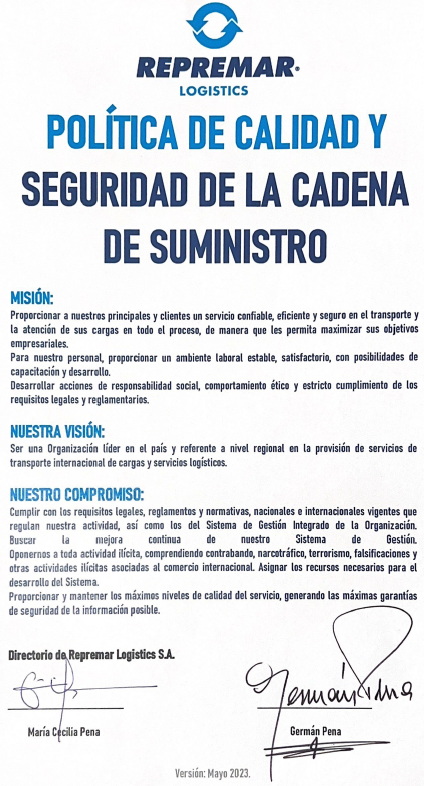 REPREMAR®
LOGISTICS
POLÍTICA DE CALIDAD Y
SEGURIDAD DE LA CADENA
DE SUMINISTRO
MISIÓN:
Proporcionar a nuestros principales y clientes un servicio confiable, eficiente y seguro en el transporte y
la atención de sus cargas en todo el proceso, de manera que les permita maximizar sus objetivos
empresariales.
Para nuestro personal, proporcionar un ambiente laboral estable, satisfactorio, con posibilidades de
capacitación y desarrollo.
Desarrollar acciones de responsabilidad social, comportamiento ético y estricto cumplimiento de los
requisitos legales y reglamentarios.
NUESTRA VISIÓN:
Ser una Organización líder en el país y referente a nivel regional en la provisión de servicios de
transporte internacional de cargas y servicios logísticos.
NUESTRO COMPROMISO:
Cumplir con los requisitos legales, reglamentos y normativas, nacionales e internacionales vigentes que
regulan nuestra actividad, así como los del Sistema de Gestión Integrado de la Organización.
Buscar la mejora continua de nuestro Sistema de Gestión.
Oponernos a toda actividad ilícita, comprendiendo contrabando, narcotráfico, terrorismo, falsificaciones y
otras actividades ilícitas asociadas al comercio internacional. Asignar los recursos necesarios para el
desarrollo del Sistema.
Proporcionar y mantener los máximos niveles de calidad del servicio, generando las máximas garantías
de seguridad de la información posible.
Directorio de Repremar Logistics S.A.
Germán Pena
María Cecilia Pena
Germán Pena
Versión: Mayo 2023.